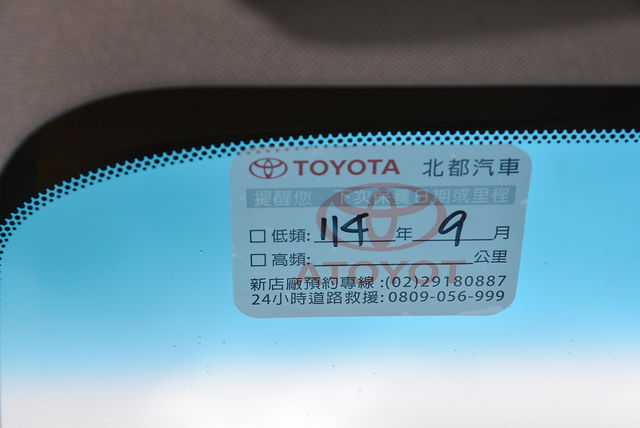 TOYOTA 北都汽車
提醒您 下次保養日期或里程
□ 低頻: 114 年 9 月
□ 高頻: 公里
新店廠預約專線:(02)29180887
24小時道路救援:0809-056-999